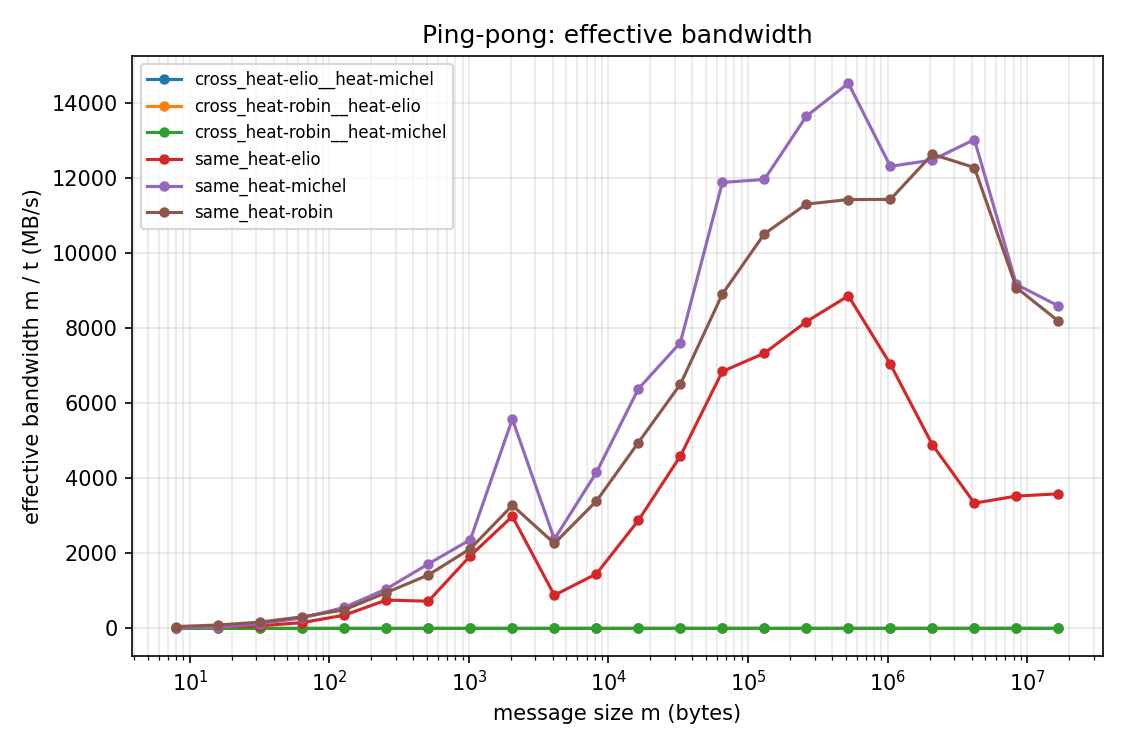 Ping-pong: effective bandwidth
cross_heat-elio__heat-michel
cross_heat-robin__heat-elio
cross_heat-robin__heat-michel
same_heat-elio
same_heat-michel
same_heat-robin
effective bandwidth m / t (MB/s)
14000
12000
10000
8000
6000
4000
2000
0
10¹ 10² 10³ 10⁴ 10⁵ 10⁶ 10⁷
message size m (bytes)